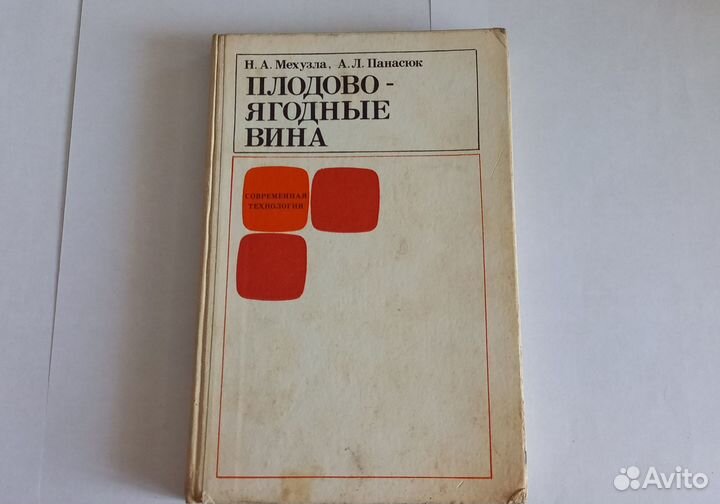 Н. А. Мехузла, А. Л. Панасюк
ПЛОДОВО-
ЯГОДНЫЕ
ВИНА
СОВРЕМЕННАЯ
ТЕХНОЛОГИЯ
Avito